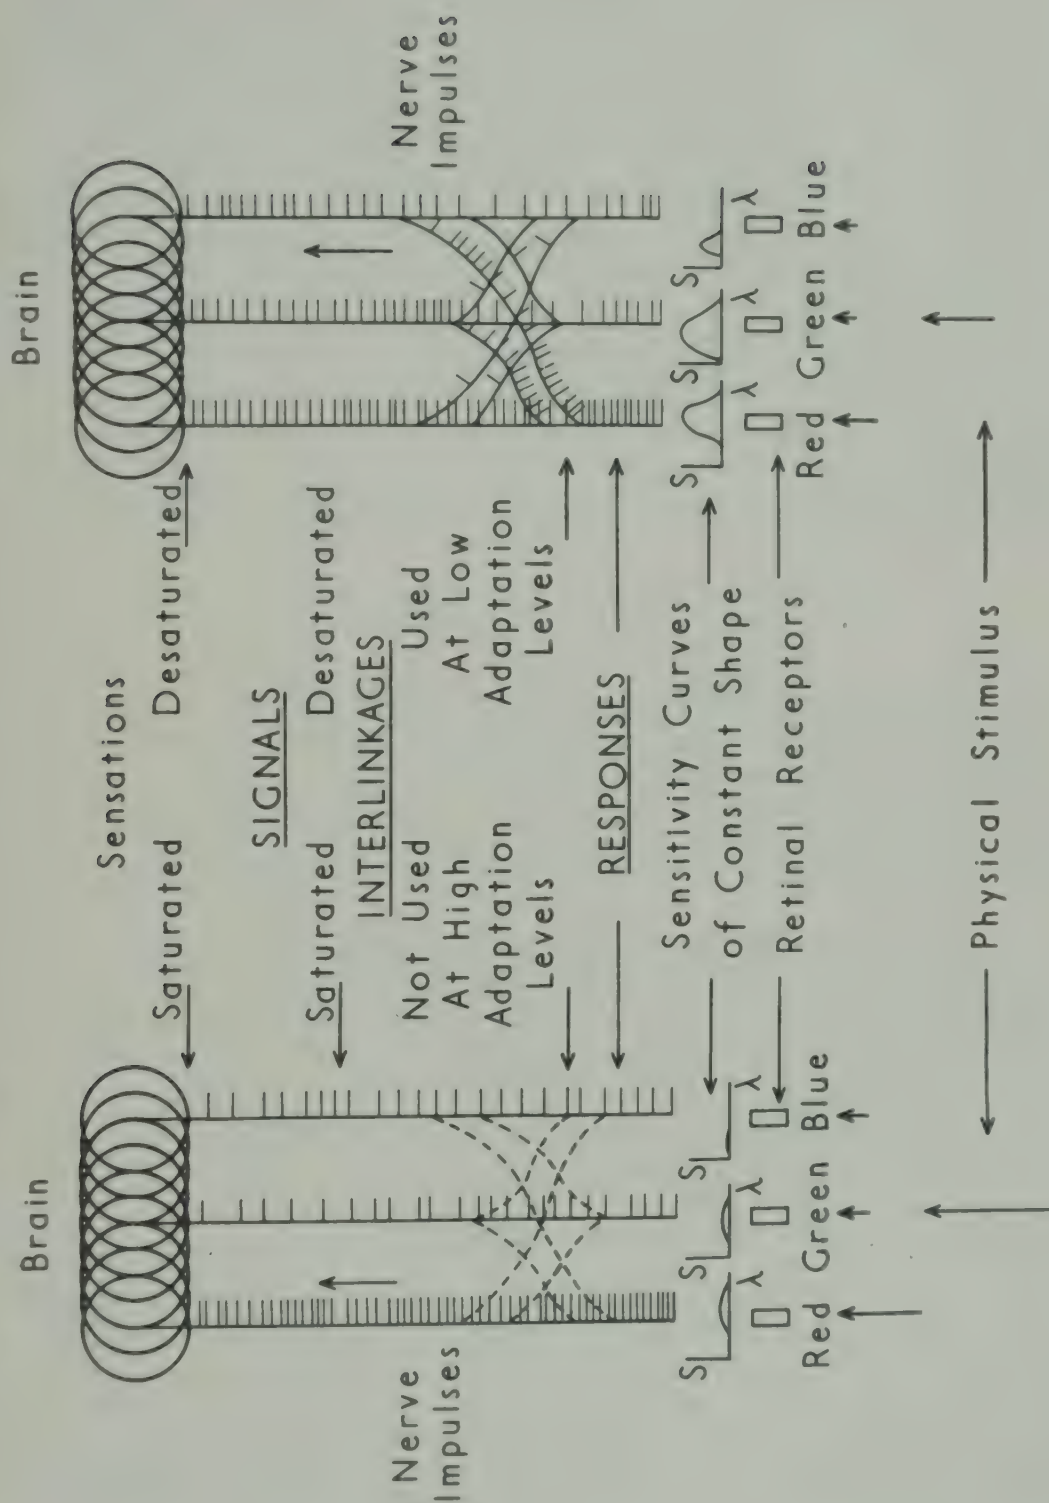 Brain Brain
Sensations
Saturated Desaturated
SIGNALS
Saturated Desaturated
INTERLINKAGES
Nerve Not Used Used Nerve
Impulses At High At Low Impulses
Adaptation Adaptation
Levels Levels
RESPONSES
S S S Sensitivity Curves S S S
of Constant Shape
λ λ λ λ λ λ
Retinal Receptors
Red Green Blue Red Green Blue
Physical Stimulus